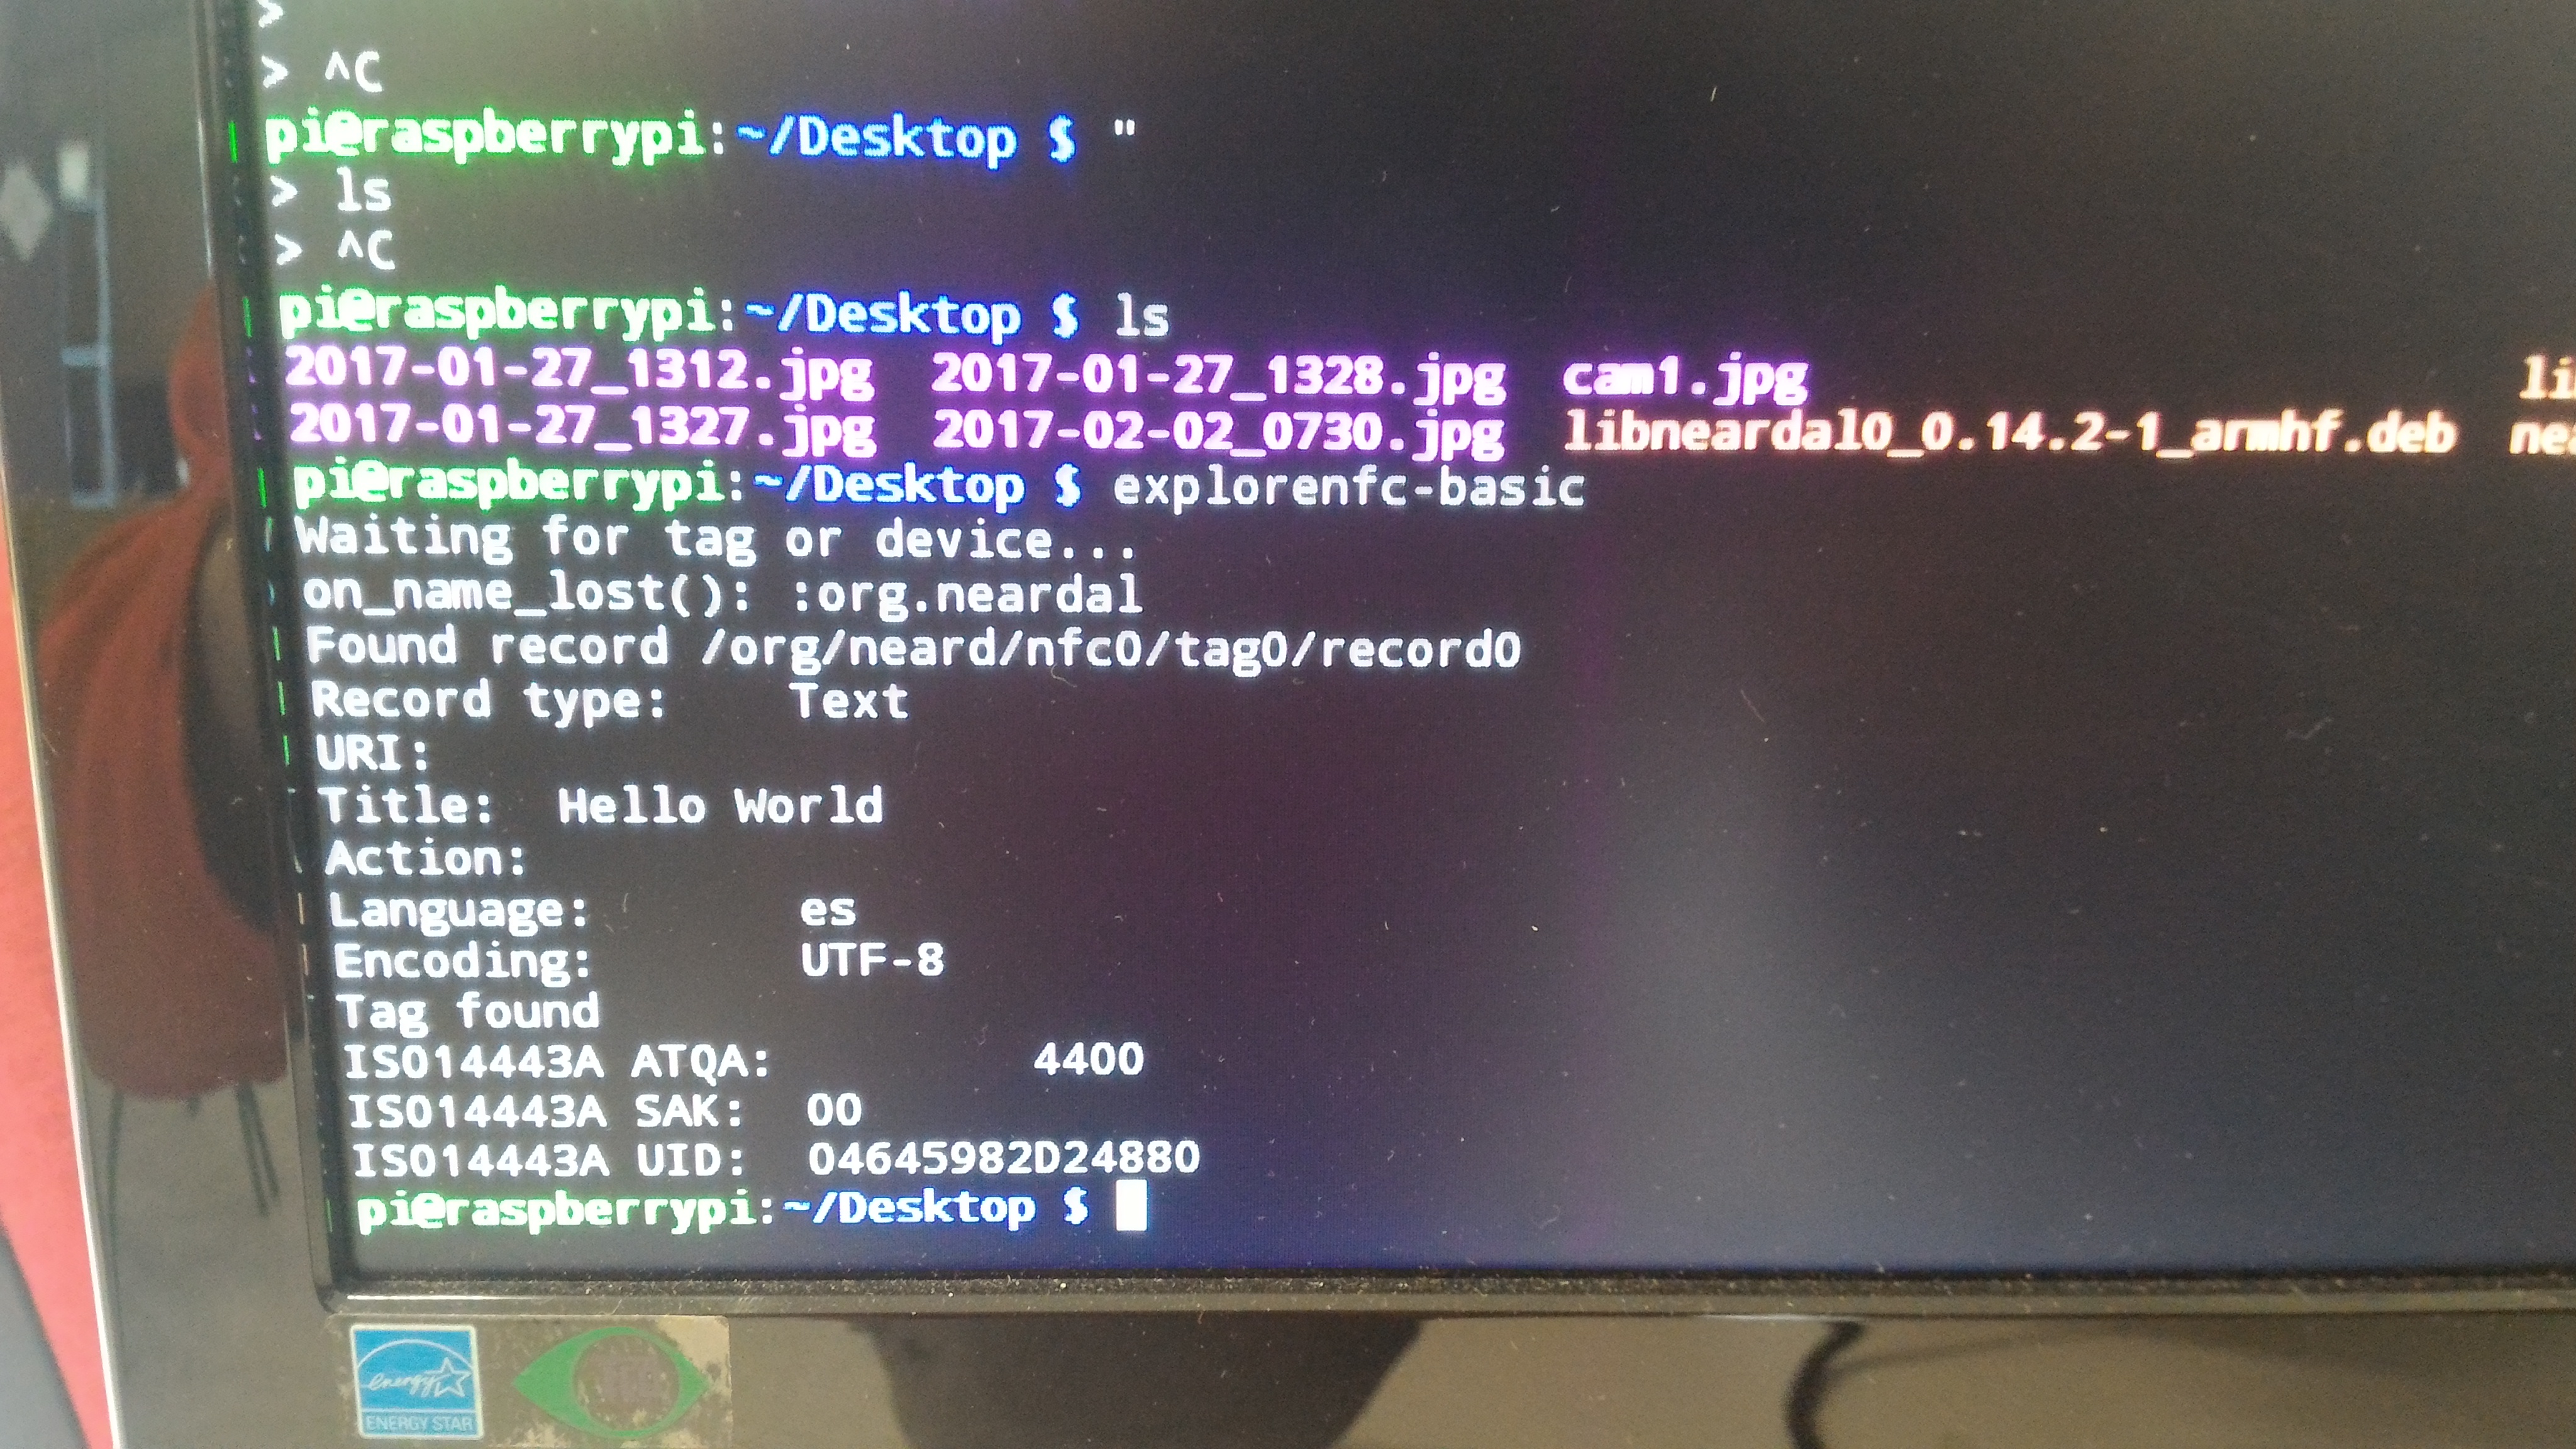 >
> ^C
pi@raspberrypi:~/Desktop $ "
> ls
> ^C
pi@raspberrypi:~/Desktop $ ls
2017-01-27_1312.jpg 2017-01-27_1328.jpg cam1.jpg li
2017-01-27_1327.jpg 2017-02-02_0730.jpg libneardal0_0.14.2-1_armhf.deb nea
pi@raspberrypi:~/Desktop $ explorenfc-basic
Waiting for tag or device...
on_name_lost(): :org.neardal
Found record /org/neard/nfc0/tag0/record0
Record type: Text
URI:
Title: Hello World
Action:
Language: es
Encoding: UTF-8
Tag found
ISO14443A ATQA: 4400
ISO14443A SAK: 00
ISO14443A UID: 04645982D24880
pi@raspberrypi:~/Desktop $
energy
ENERGY STAR